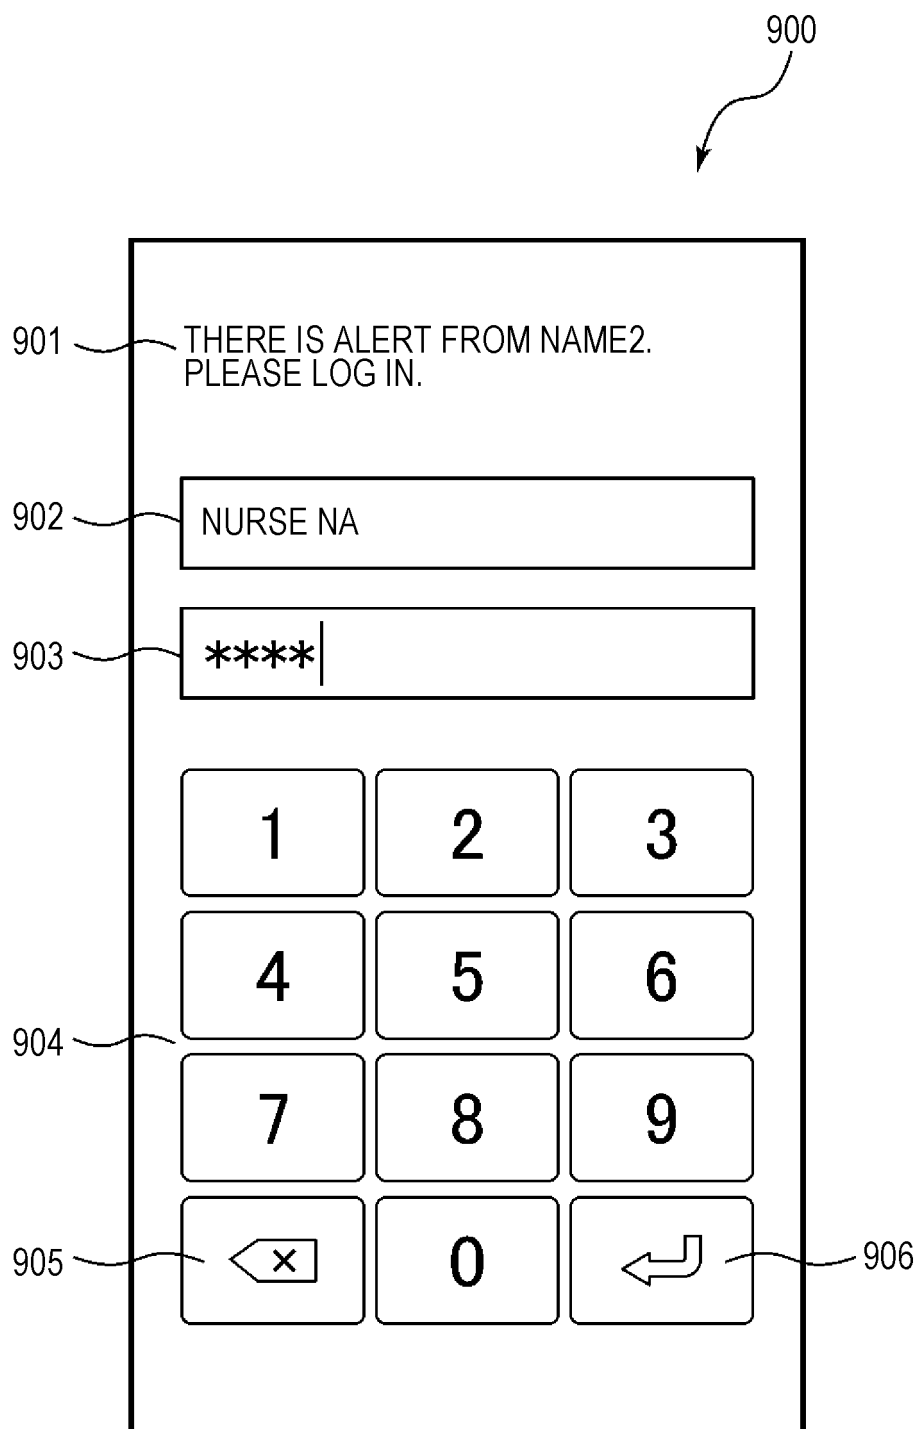 900
901
THERE IS ALERT FROM NAME2.
PLEASE LOG IN.
902
NURSE NA
903
****
1 2 3
4 5 6
904
7 8 9
905
× 0
906